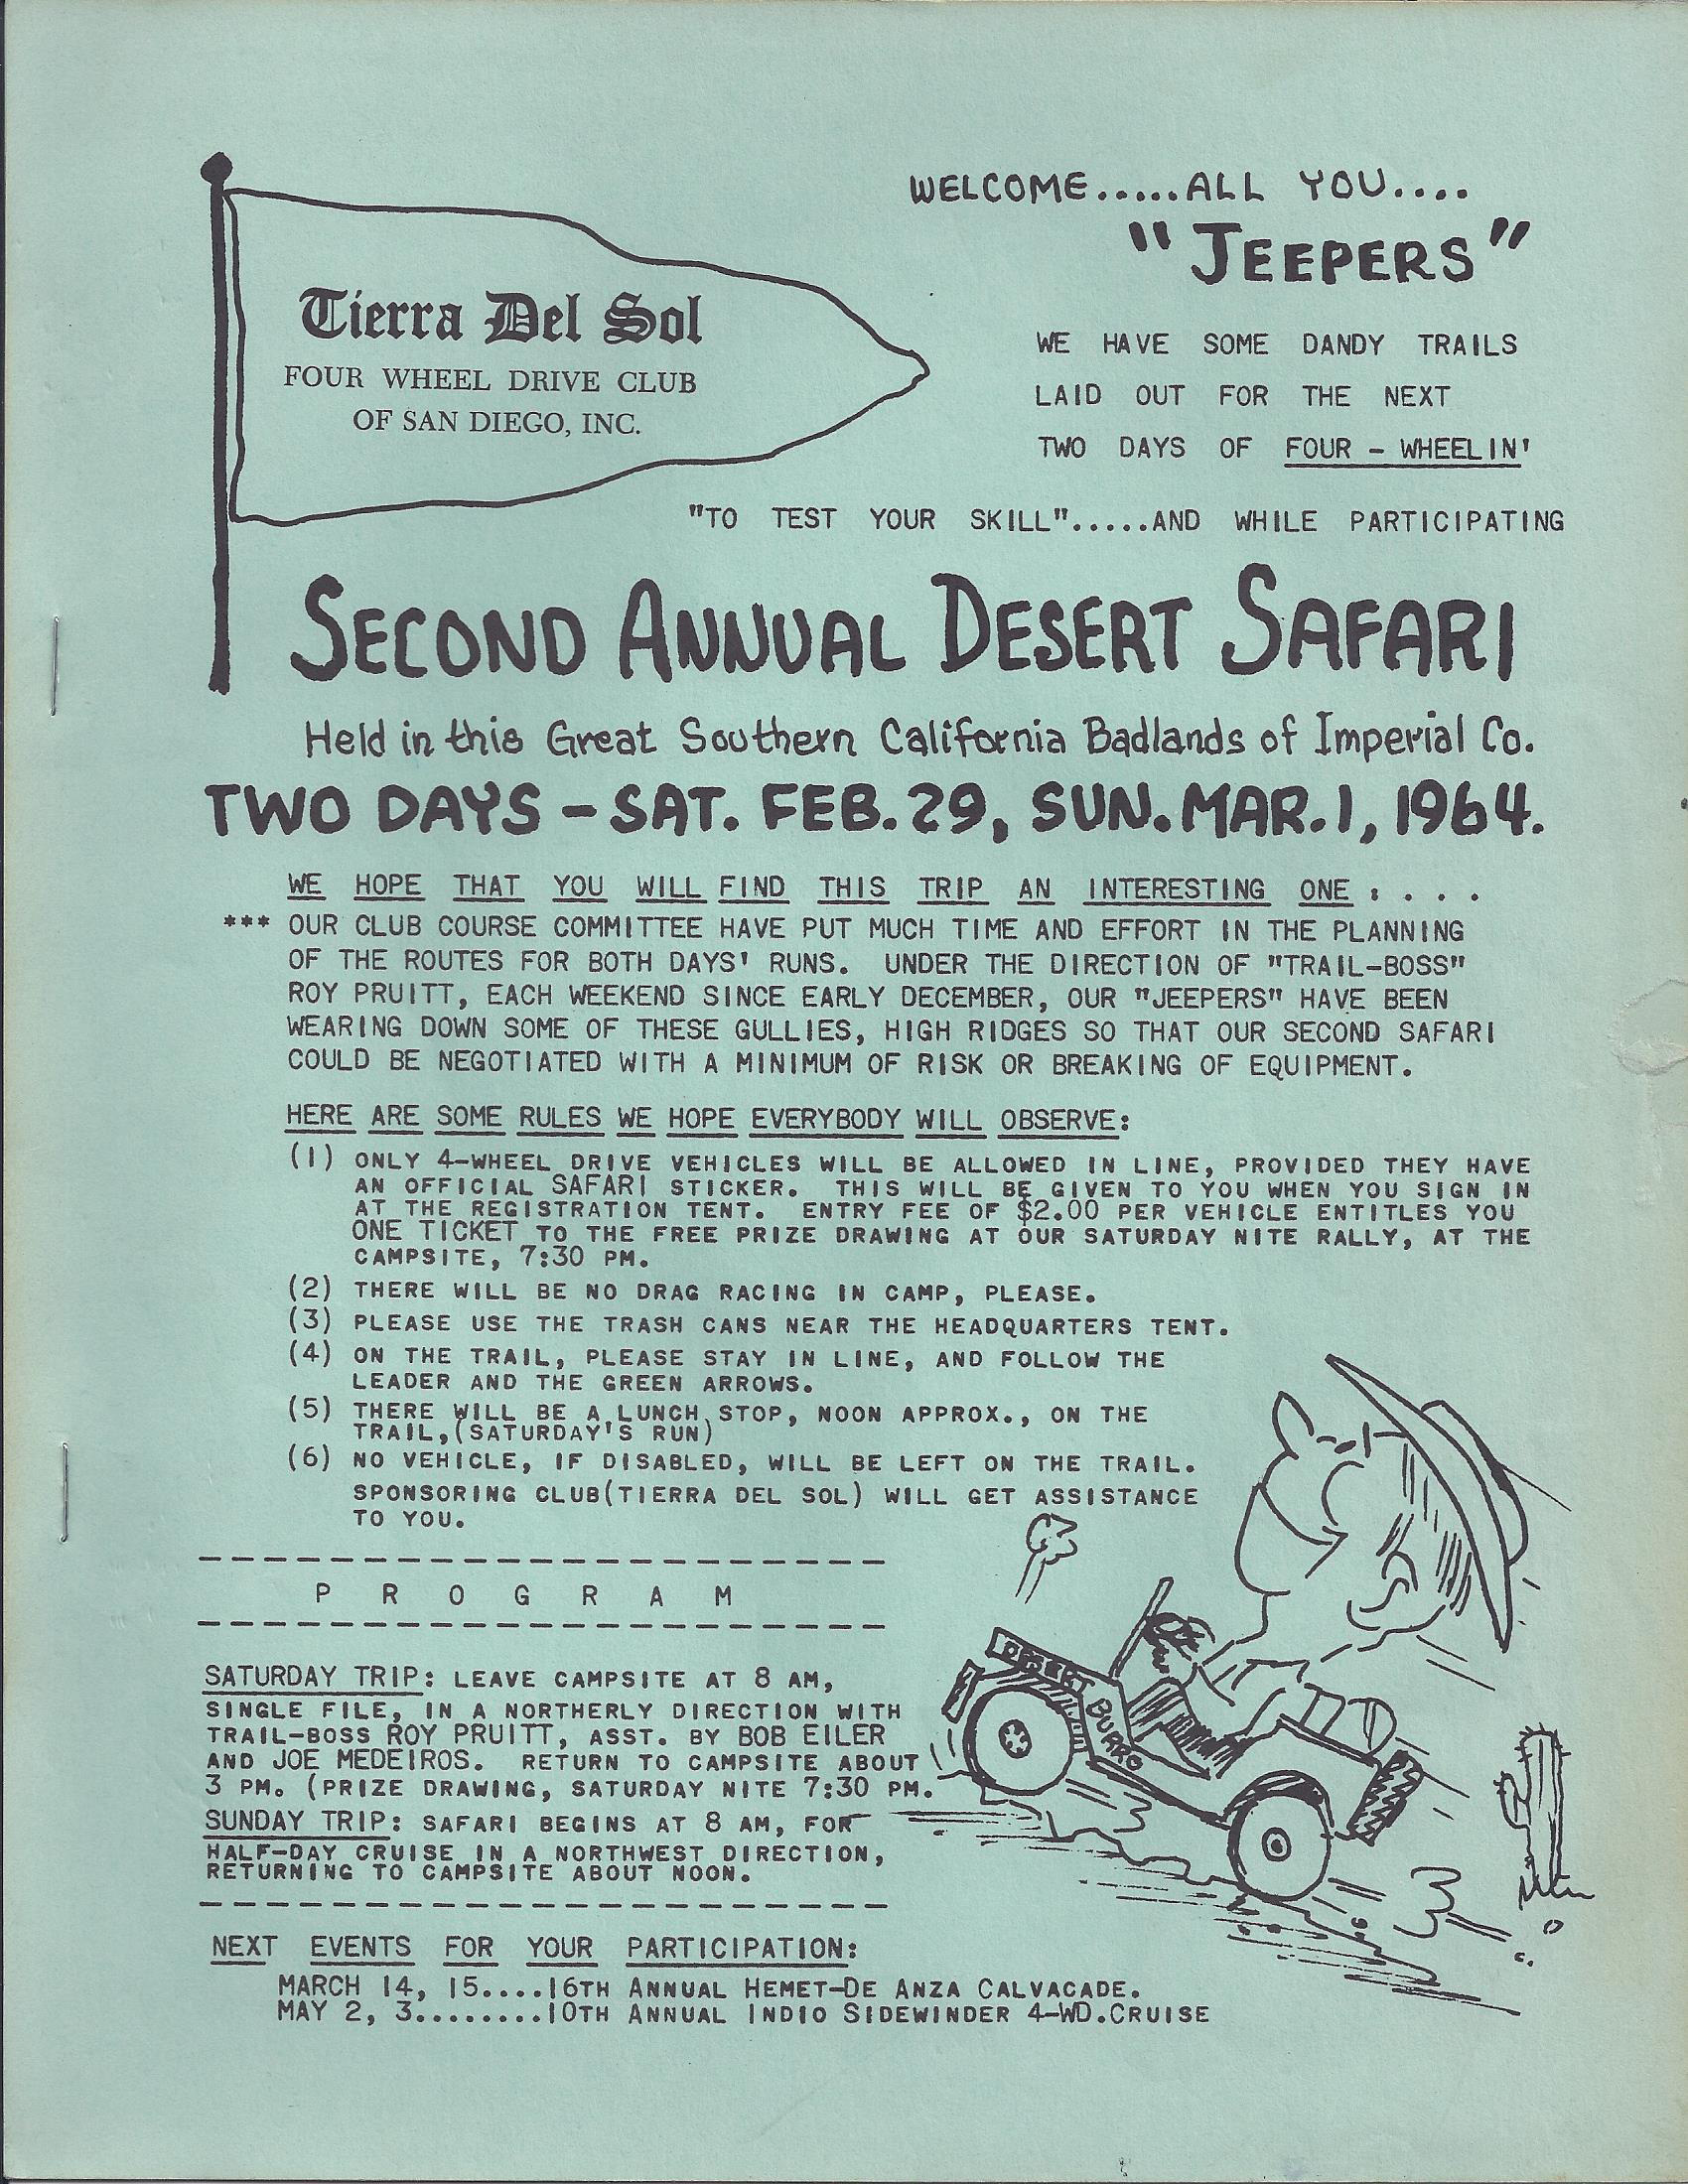 WELCOME.....ALL YOU....
"JEEPERS"
Tierra Del Sol
FOUR WHEEL DRIVE CLUB
OF SAN DIEGO, INC.
WE HAVE SOME DANDY TRAILS
LAID OUT FOR THE NEXT
TWO DAYS OF FOUR - WHEELIN'
"TO TEST YOUR SKILL".....AND WHILE PARTICIPATING
SECOND ANNUAL DESERT SAFARI
Held in this Great Southern California Badlands of Imperial Co.
TWO DAYS - SAT. FEB. 29, SUN. MAR. 1, 1964.
WE HOPE THAT YOU WILL FIND THIS TRIP AN INTERESTING ONE : . . . .
*** OUR CLUB COURSE COMMITTEE HAVE PUT MUCH TIME AND EFFORT IN THE PLANNING
OF THE ROUTES FOR BOTH DAYS' RUNS. UNDER THE DIRECTION OF "TRAIL-BOSS"
ROY PRUITT, EACH WEEKEND SINCE EARLY DECEMBER, OUR "JEEPERS" HAVE BEEN
WEARING DOWN SOME OF THESE GULLIES, HIGH RIDGES SO THAT OUR SECOND SAFARI
COULD BE NEGOTIATED WITH A MINIMUM OF RISK OR BREAKING OF EQUIPMENT.
HERE ARE SOME RULES WE HOPE EVERYBODY WILL OBSERVE:
(1) ONLY 4-WHEEL DRIVE VEHICLES WILL BE ALLOWED IN LINE, PROVIDED THEY HAVE
AN OFFICIAL SAFARI STICKER. THIS WILL BE GIVEN TO YOU WHEN YOU SIGN IN
AT THE REGISTRATION TENT. ENTRY FEE OF $2.00 PER VEHICLE ENTITLES YOU
ONE TICKET TO THE FREE PRIZE DRAWING AT OUR SATURDAY NITE RALLY, AT THE
CAMPSITE, 7:30 PM.
(2) THERE WILL BE NO DRAG RACING IN CAMP, PLEASE.
(3) PLEASE USE THE TRASH CANS NEAR THE HEADQUARTERS TENT.
(4) ON THE TRAIL, PLEASE STAY IN LINE, AND FOLLOW THE
LEADER AND THE GREEN ARROWS.
(5) THERE WILL BE A LUNCH STOP, NOON APPROX., ON THE
TRAIL,(SATURDAY'S RUN)
(6) NO VEHICLE, IF DISABLED, WILL BE LEFT ON THE TRAIL.
SPONSORING CLUB(TIERRA DEL SOL) WILL GET ASSISTANCE
TO YOU.
P R O G R A M
SATURDAY TRIP: LEAVE CAMPSITE AT 8 AM,
SINGLE FILE, IN A NORTHERLY DIRECTION WITH
TRAIL-BOSS ROY PRUITT, ASST. BY BOB EILER
AND JOE MEDEIROS. RETURN TO CAMPSITE ABOUT
3 PM. (PRIZE DRAWING, SATURDAY NITE 7:30 PM.
SUNDAY TRIP: SAFARI BEGINS AT 8 AM, FOR
HALF-DAY CRUISE IN A NORTHWEST DIRECTION,
RETURNING TO CAMPSITE ABOUT NOON.
DESERT BURRO
NEXT EVENTS FOR YOUR PARTICIPATION:
MARCH 14, 15....16TH ANNUAL HEMET-DE ANZA CALVACADE.
MAY 2, 3.........10TH ANNUAL INDIO SIDEWINDER 4-WD.CRUISE